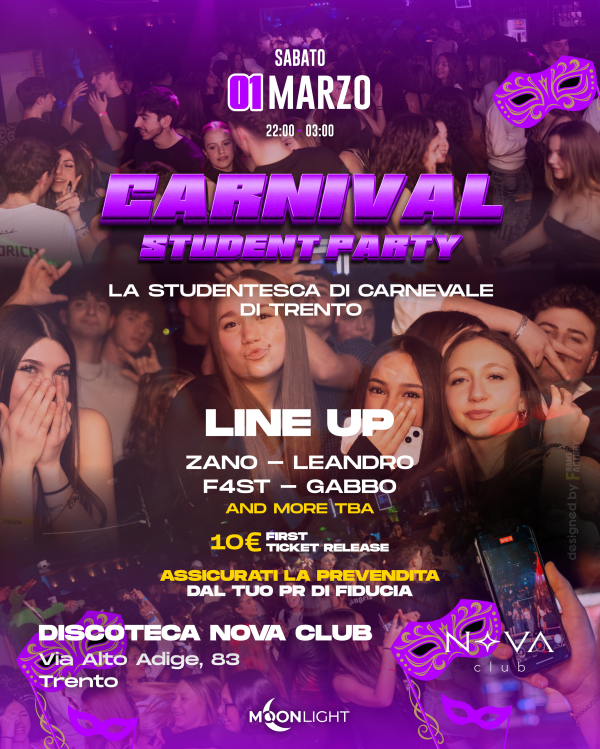 SABATO
01 MARZO
22:00 - 03:00
CARNIVAL
STUDENT PARTY
LA STUDENTESCA DI CARNEVALE
DI TRENTO
LINE UP
ZANO – LEANDRO
F4ST – GABBO
AND MORE TBA
10€ FIRST
TICKET RELEASE
ASSICURATI LA PREVENDITA
DAL TUO PR DI FIDUCIA
DISCOTECA NOVA CLUB
Via Alto Adige, 83
Trento
NOVA
club
MOONLIGHT
designed by